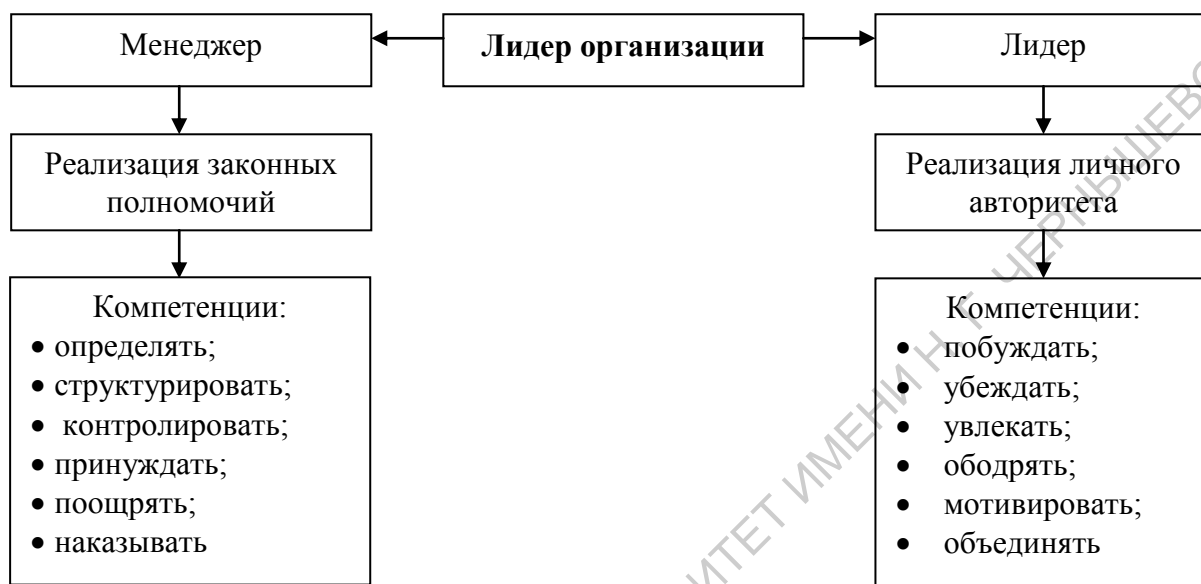 Менеджер
Лидер организации
Лидер
Реализация законных
полномочий
Реализация личного
авторитета
Компетенции:
• определять;
• структурировать;
• контролировать;
• принуждать;
• поощрять;
• наказывать
Компетенции:
• побуждать;
• убеждать;
• увлекать;
• ободрять;
• мотивировать;
• объединять
ИМЕНИ Н. Г.